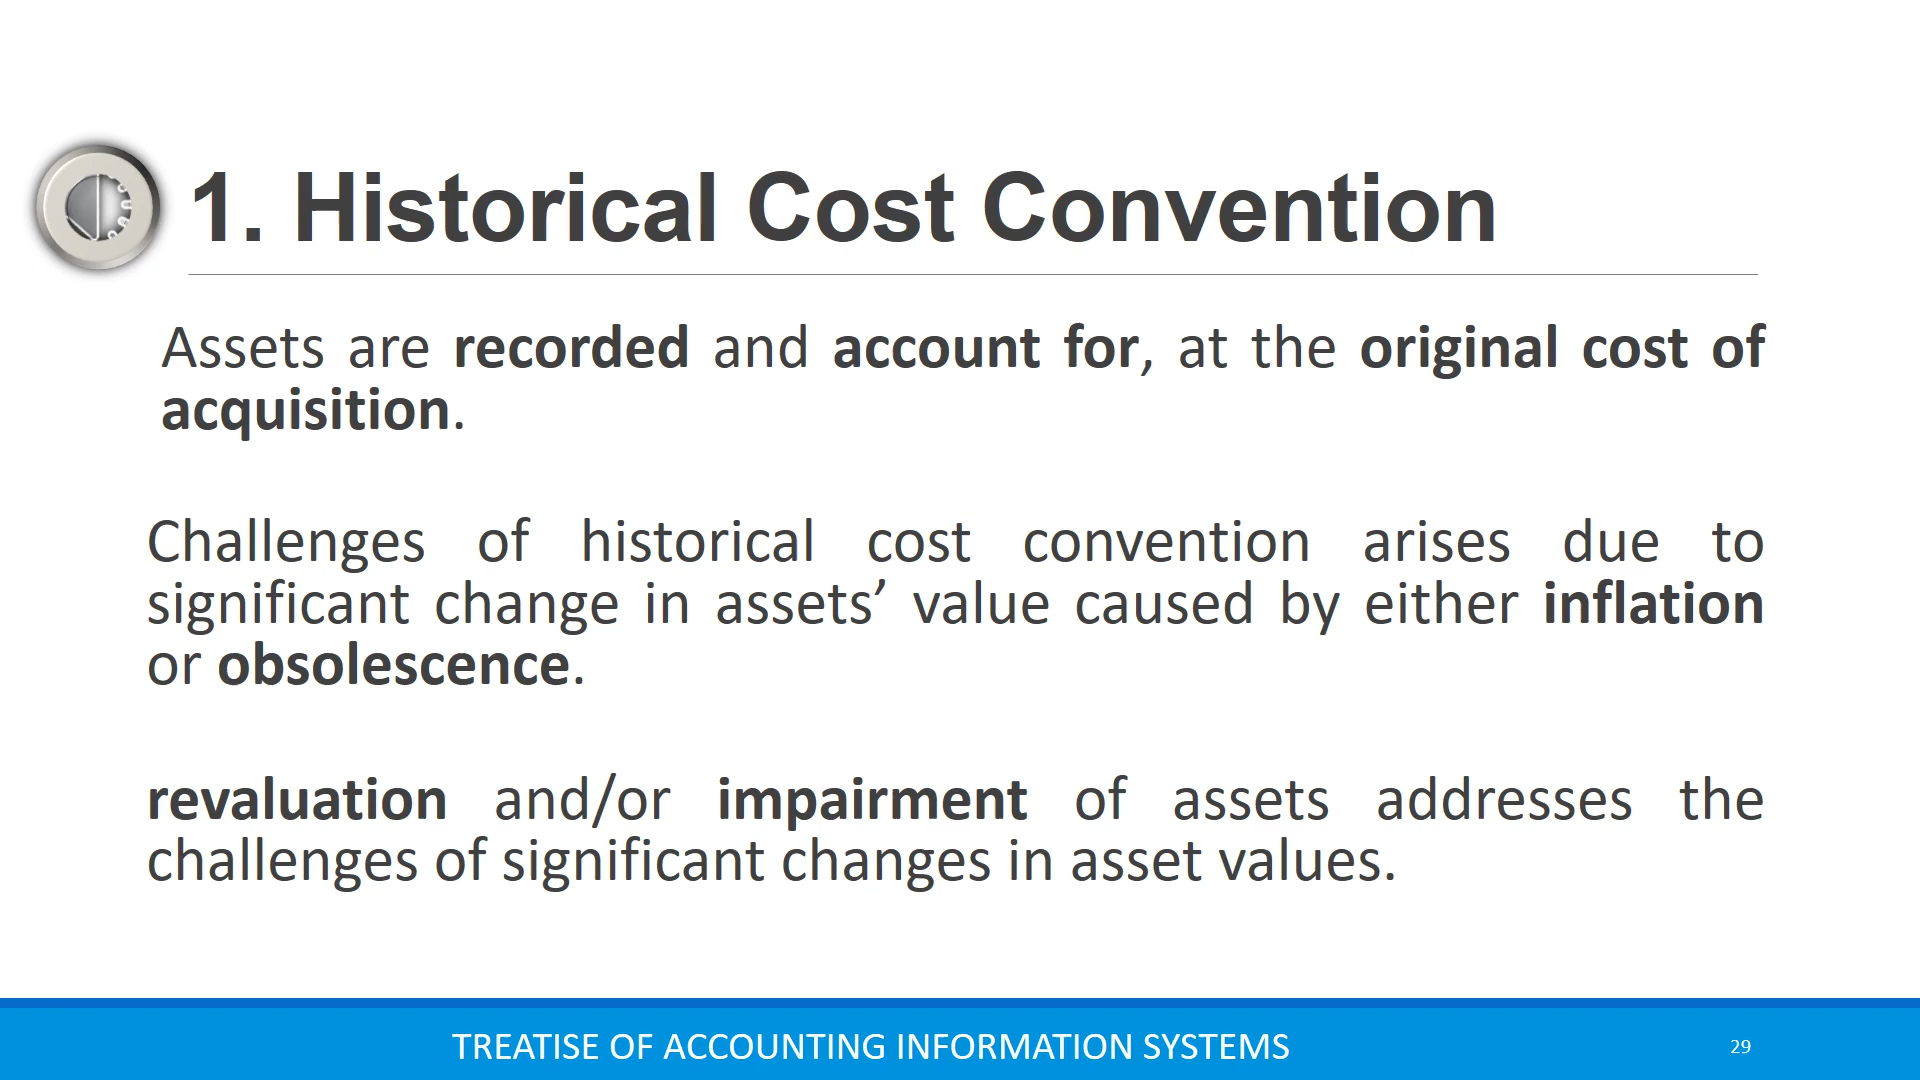 1. Historical Cost Convention
Assets are recorded and account for, at the original cost of
acquisition.
Challenges of historical cost convention arises due to
significant change in assets’ value caused by either inflation
or obsolescence.
revaluation and/or impairment of assets addresses the
challenges of significant changes in asset values.
TREATISE OF ACCOUNTING INFORMATION SYSTEMS
29